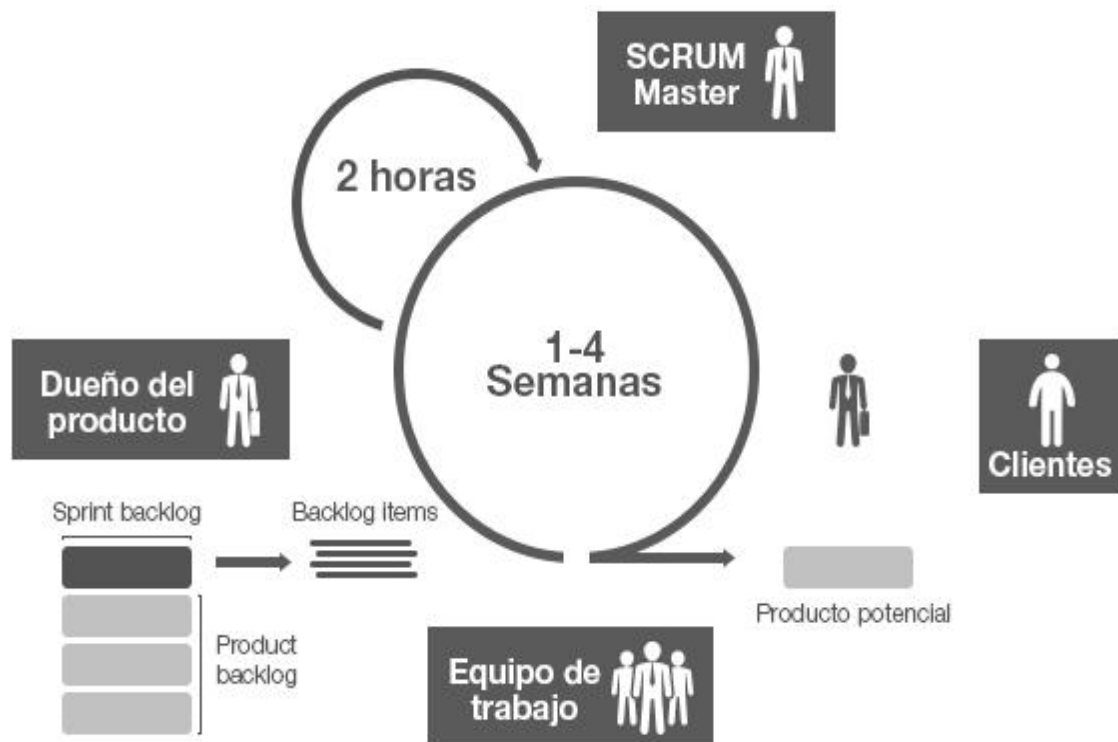 SCRUM
Master
2 horas
1-4
Semanas
Dueño del
producto
Clientes
Sprint backlog
Backlog items
Product
backlog
Producto potencial
Equipo de
trabajo